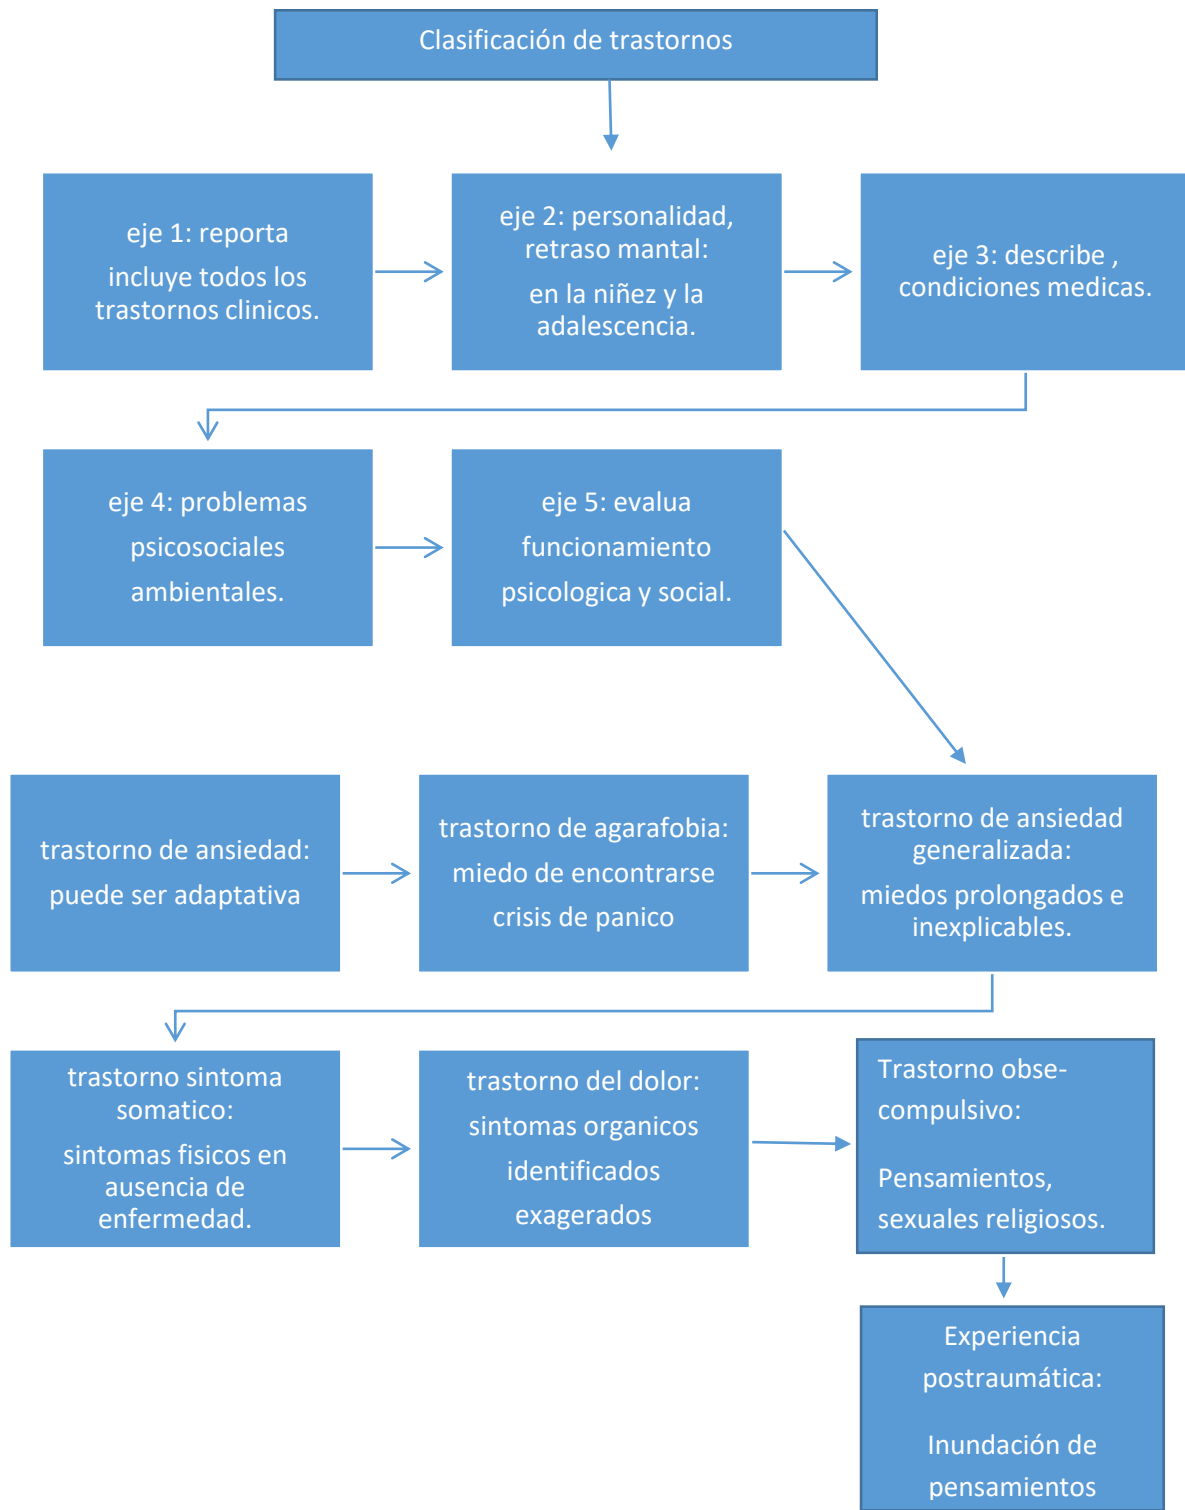 Clasificación de trastornos
eje 1: reporta
incluye todos los
trastornos clinicos.
eje 2: personalidad,
retraso mantal:
en la niñez y la
adalescencia.
eje 3: describe ,
condiciones medicas.
eje 4: problemas
psicosociales
ambientales.
eje 5: evalua
funcionamiento
psicologica y social.
trastorno de ansiedad:
puede ser adaptativa
trastorno de agarafobia:
miedo de encontrarse
crisis de panico
trastorno de ansiedad
generalizada:
miedos prolongados e
inexplicables.
trastorno sintoma
somatico:
sintomas fisicos en
ausencia de
enfermedad.
trastorno del dolor:
sintomas organicos
identificados
exagerados
Trastorno obse-
compulsivo:
Pensamientos,
sexuales religiosos.
Experiencia
postraumática:
Inundación de
pensamientos